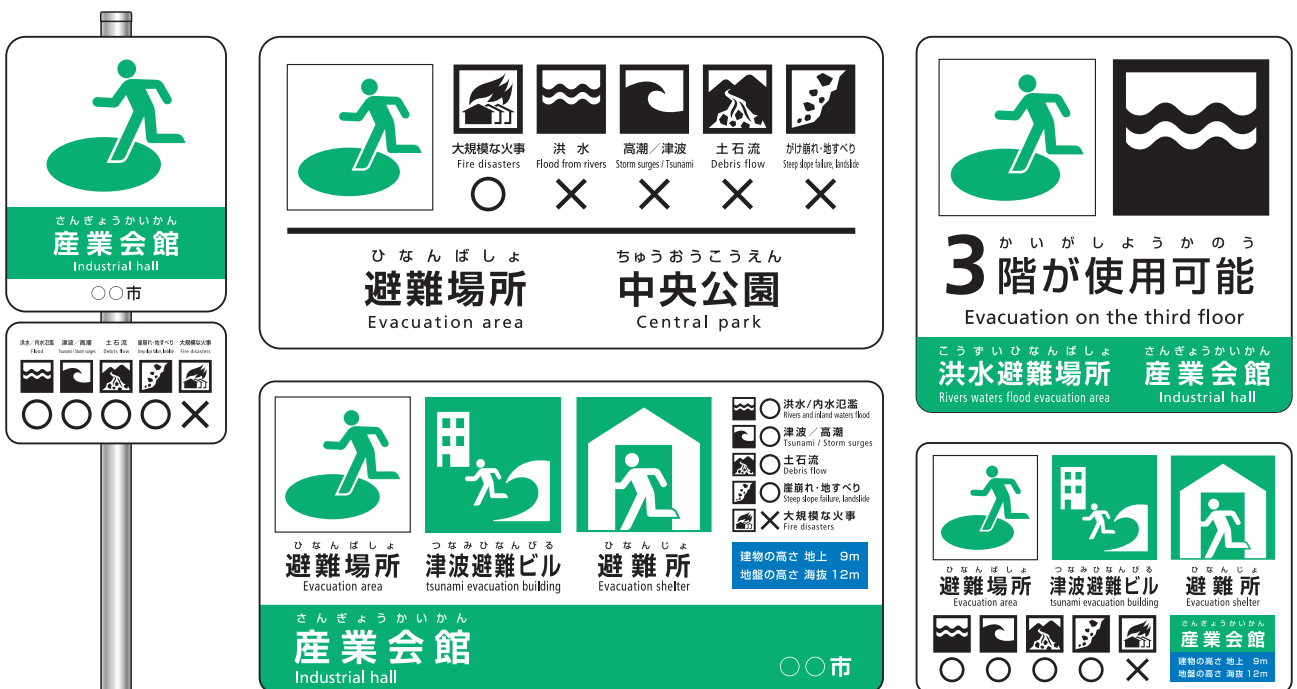 さんぎょうかいかん
産業会館
Industrial hall
○○市
洪水/内水氾濫 津波/高潮 土石流 崖崩れ・地すべり 大規模な火事
Flood Tsunami / Storm surges Debris flow Steep slope failure, landslide Fire disasters
○ ○ ○ ○ ×
大規模な火事 洪水 高潮/津波 土石流 がけ崩れ・地すべり
Fire disasters Flood from rivers Storm surges / Tsunami Debris flow Steep slope failure, landslide
○ × × × ×
ひなんばしょ ちゅうおうこうえん
避難場所 中央公園
Evacuation area Central park
かいがしようかのう
3階が使用可能
Evacuation on the third floor
こうずいひなんばしょ さんぎょうかいかん
洪水避難場所 産業会館
Rivers waters flood evacuation area Industrial hall
ひなんばしょ つなみひなんびる ひなんじょ
避難場所 津波避難ビル 避難所
Evacuation area tsunami evacuation building Evacuation shelter
○ 洪水/内水氾濫
Rivers and inland waters flood
○ 津波/高潮
Tsunami / Storm surges
○ 土石流
Debris flow
○ 崖崩れ・地すべり
Steep slope failure, landslide
× 大規模な火事
Fire disasters
建物の高さ 地上 9m
地盤の高さ 海抜 12m
さんぎょうかいかん
産業会館
Industrial hall
○○市
ひなんばしょ つなみひなんびる ひなんじょ
避難場所 津波避難ビル 避難所
Evacuation area tsunami evacuation building Evacuation shelter
○ ○ ○ ○ ×
さんぎょうかいかん
産業会館
建物の高さ 地上 9m
地盤の高さ 海抜 12m